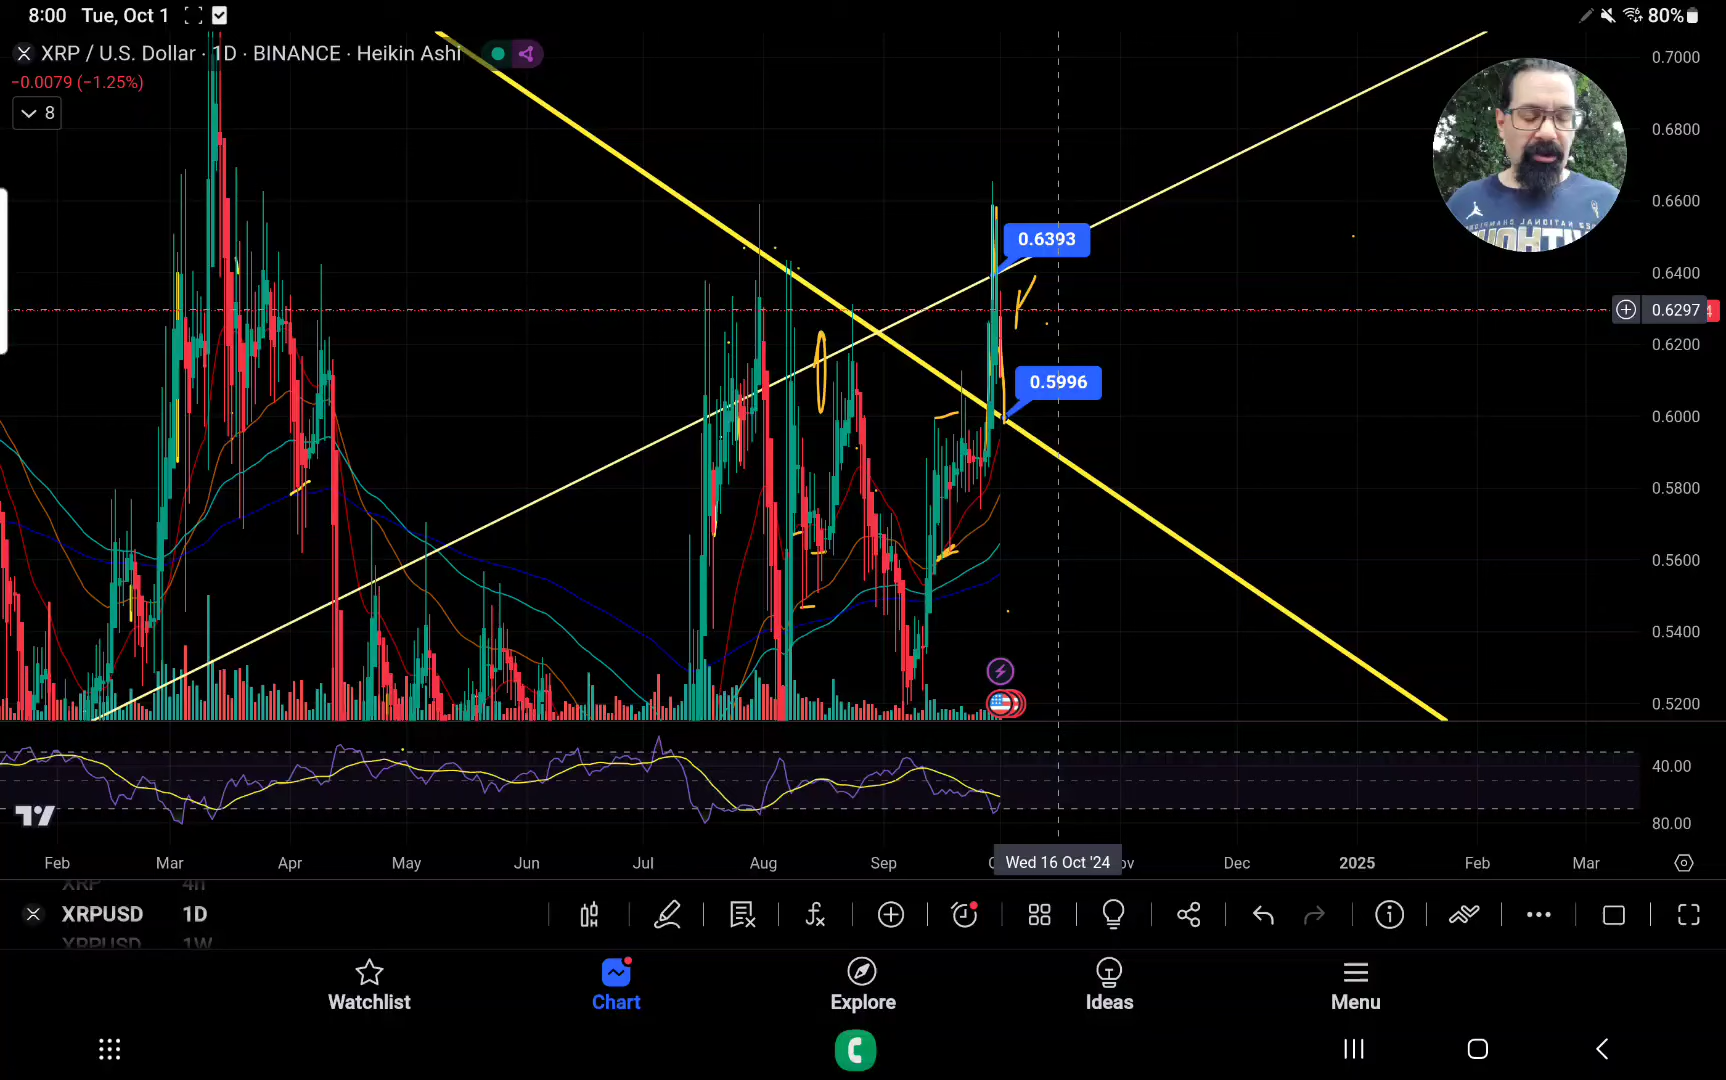 8:00 Tue, Oct 1
80%
XRP / U.S. Dollar · 1D · BINANCE · Heikin Ashi
−0.0079 (−1.25%)
8
0.7000
0.6800
0.6600
0.6400
0.6297
0.6200
0.6000
0.5800
0.5600
0.5400
0.5200
40.00
80.00
0.6393
0.5996
Feb
Mar
Apr
May
Jun
Jul
Aug
Sep
Wed 16 Oct '24
Dec
2025
Feb
Mar
XRP 4h
XRPUSD 1D
XRPUSD 1W
Watchlist
Chart
Explore
Ideas
Menu